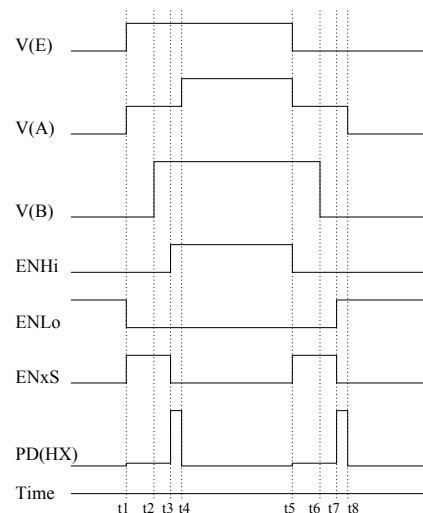 V(E)
V(A)
V(B)
ENHi
ENLo
ENxS
PD(HX)
Time
t1 t2 t3 t4 t5 t6 t7 t8